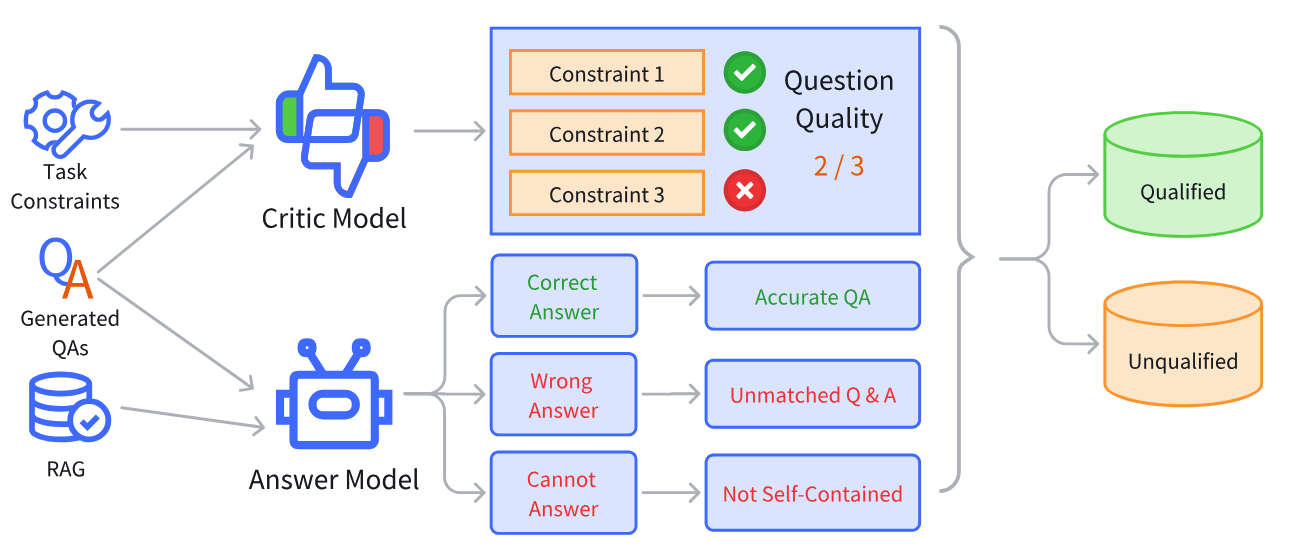 Task
Constraints
QA
Generated
QAs
RAG
Critic Model
Answer Model
Constraint 1
Constraint 2
Constraint 3
Question
Quality
2 / 3
Correct
Answer
Accurate QA
Wrong
Answer
Unmatched Q & A
Cannot
Answer
Not Self-Contained
Qualified
Unqualified